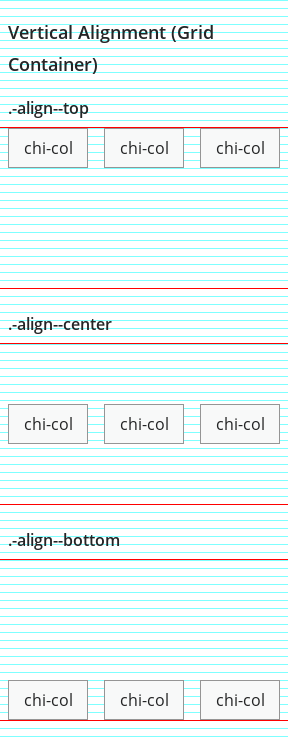 Vertical Alignment (Grid
Container)
.-align--top
chi-col chi-col chi-col
.-align--center
chi-col chi-col chi-col
.-align--bottom
chi-col chi-col chi-col